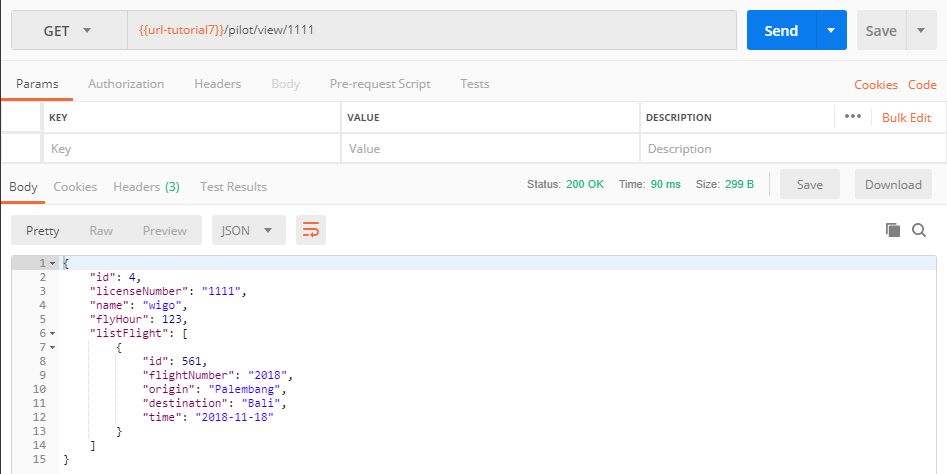 GET {{url-tutorial7}}/pilot/view/1111 Send Save
Params Authorization Headers Body Pre-request Script Tests Cookies Code
KEY VALUE DESCRIPTION ••• Bulk Edit
Key Value Description
Body Cookies Headers (3) Test Results Status: 200 OK Time: 90 ms Size: 299 B Save Download
Pretty Raw Preview JSON
1 {
2 "id": 4,
3 "licenseNumber": "1111",
4 "name": "wigo",
5 "flyHour": 123,
6 "listFlight": [
7 {
8 "id": 561,
9 "flightNumber": "2018",
10 "origin": "Palembang",
11 "destination": "Bali",
12 "time": "2018-11-18"
13 }
14 ]
15 }